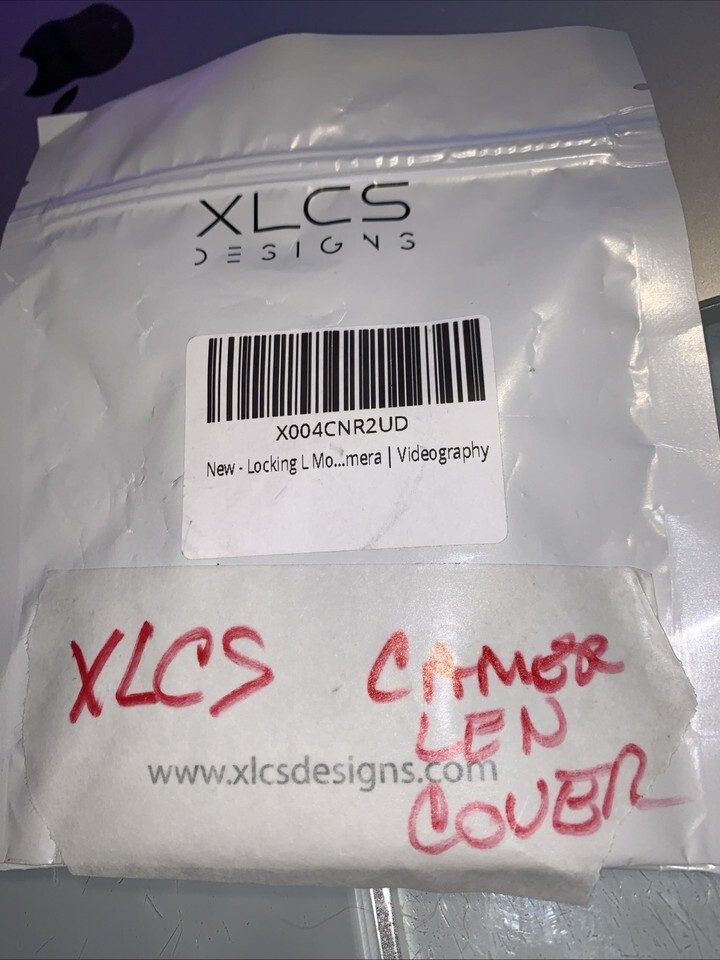 XLCS
DESIGNS
X004CNR2UD
New - Locking L Mo...mera | Videography
XLCS CAMER
LEN
www.xlcsdesigns.com
COVER